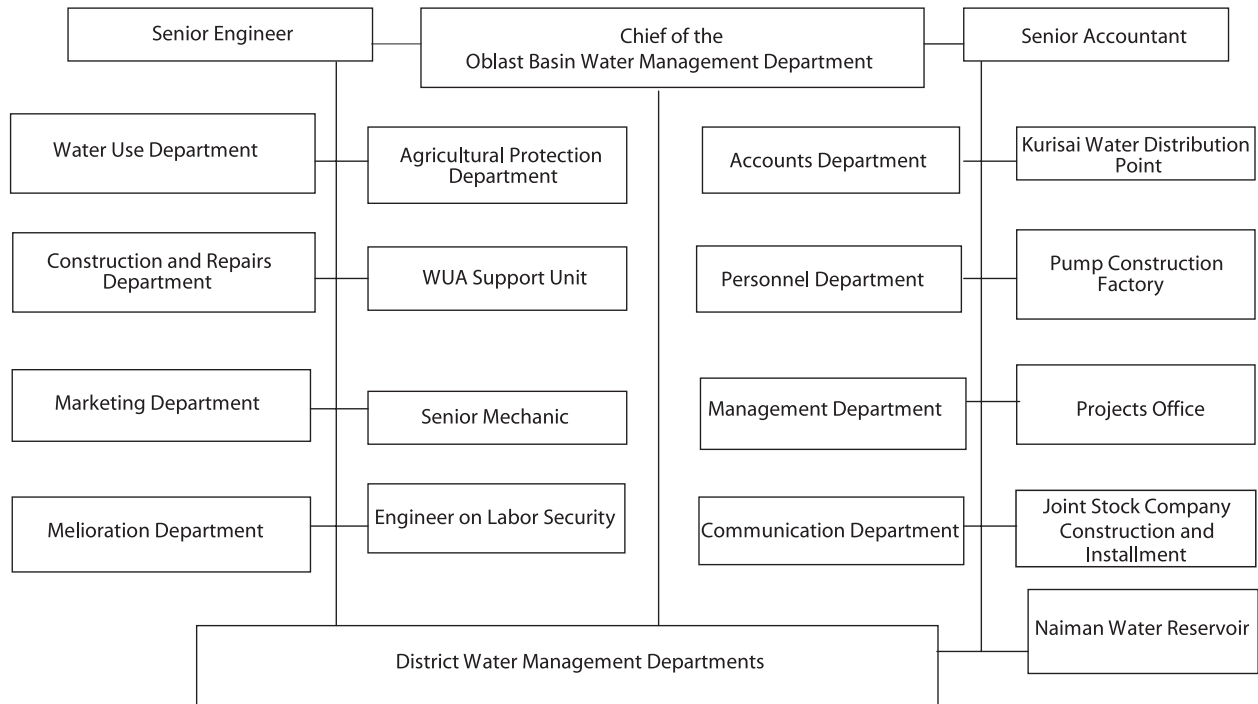 Senior Engineer
Chief of the
Oblast Basin Water Management Department
Senior Accountant
Water Use Department
Agricultural Protection
Department
Accounts Department
Kurisai Water Distribution
Point
Construction and Repairs
Department
WUA Support Unit
Personnel Department
Pump Construction
Factory
Marketing Department
Senior Mechanic
Management Department
Projects Office
Melioration Department
Engineer on Labor Security
Communication Department
Joint Stock Company
Construction and
Installment
Naiman Water Reservoir
District Water Management Departments